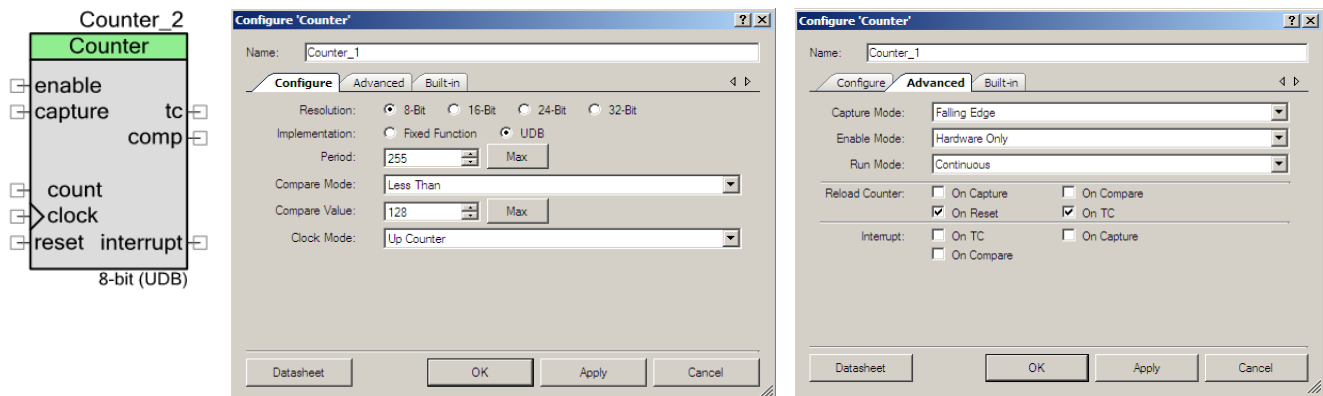 Counter_2
Counter
enable
capture
tc
comp
count
clock
reset
interrupt
8-bit (UDB)
Configure 'Counter'
Name: Counter_1
Configure Advanced Built-in
Resolution: 8-Bit 16-Bit 24-Bit 32-Bit
Implementation: Fixed Function UDB
Period: 255 Max
Compare Mode: Less Than
Compare Value: 128 Max
Clock Mode: Up Counter
Datasheet OK Apply Cancel
Configure 'Counter'
Name: Counter_1
Configure Advanced Built-in
Capture Mode: Falling Edge
Enable Mode: Hardware Only
Run Mode: Continuous
Reload Counter: On Capture On Compare
On Reset On TC
Interrupt: On TC On Capture
On Compare
Datasheet OK Apply Cancel